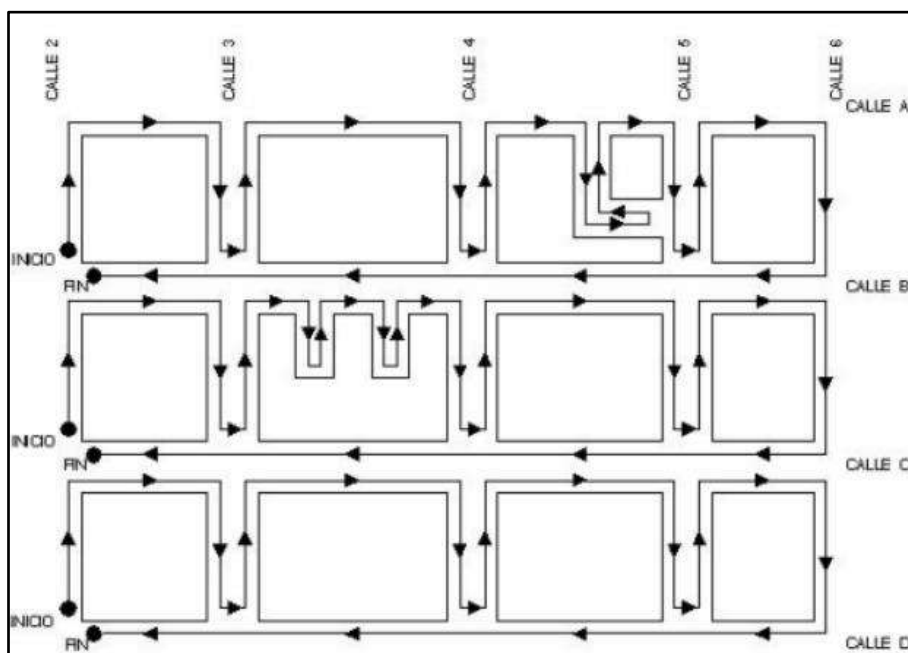 CALLE 2
CALLE 3
CALLE 4
CALLE 5
CALLE 6
CALLE A
INICIO
FIN
CALLE B
INICIO
FIN
CALLE C
INICIO
FIN
CALLE D